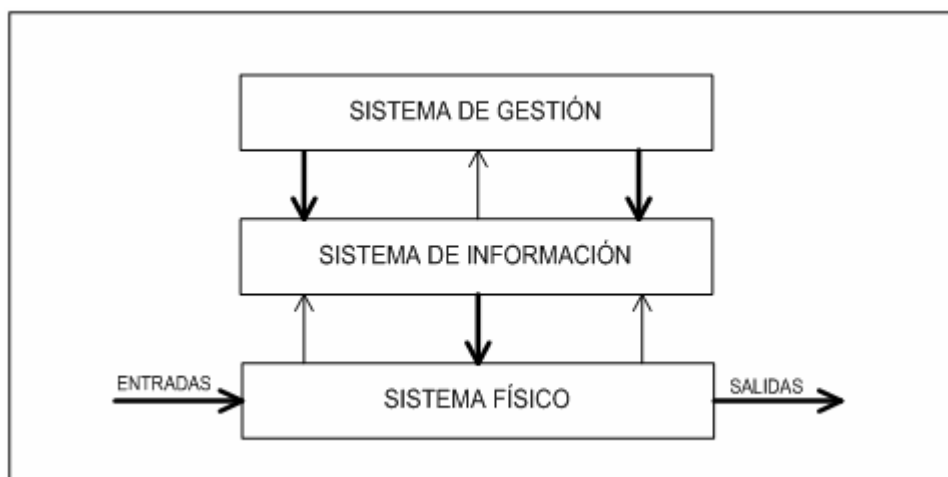 SISTEMA DE GESTIÓN
SISTEMA DE INFORMACIÓN
ENTRADAS
SISTEMA FÍSICO
SALIDAS